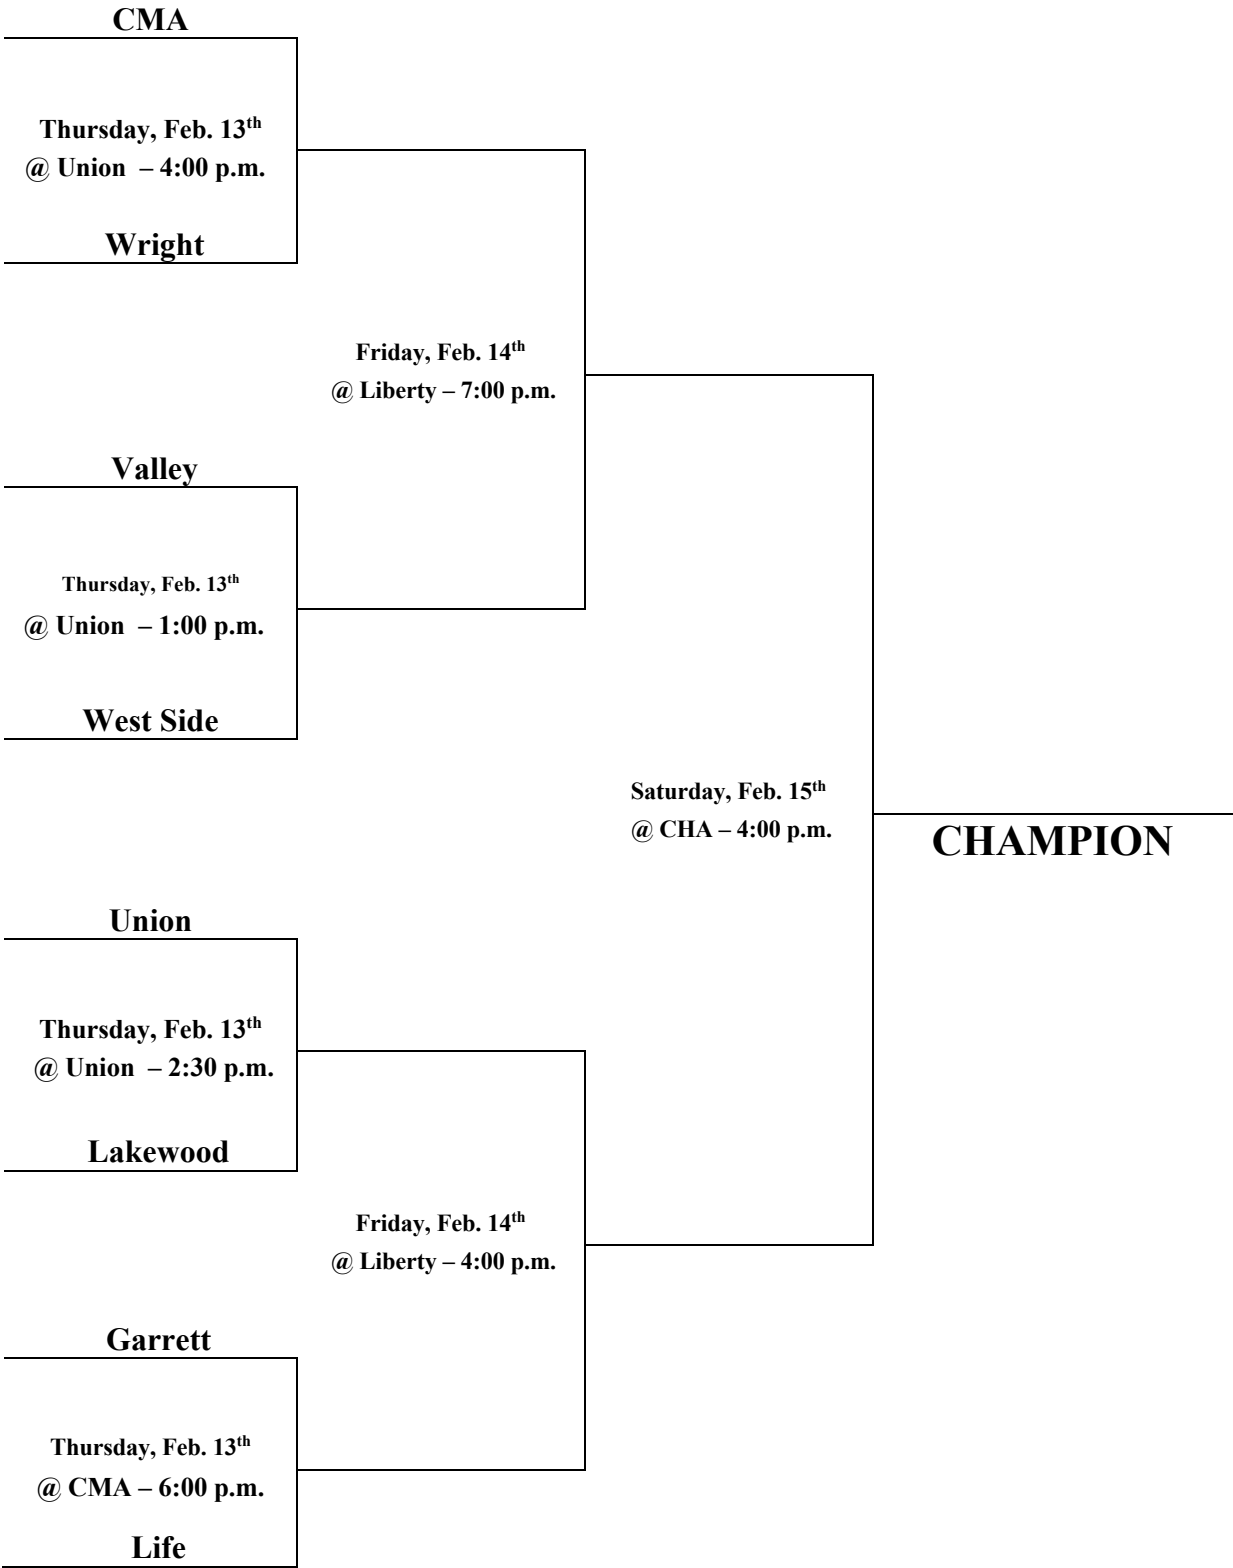 CMA
Thursday, Feb. 13th
@ Union – 4:00 p.m.
Wright
Friday, Feb. 14th
@ Liberty – 7:00 p.m.
Valley
Thursday, Feb. 13th
@ Union – 1:00 p.m.
West Side
Saturday, Feb. 15th
@ CHA – 4:00 p.m.
CHAMPION
Union
Thursday, Feb. 13th
@ Union – 2:30 p.m.
Lakewood
Friday, Feb. 14th
@ Liberty – 4:00 p.m.
Garrett
Thursday, Feb. 13th
@ CMA – 6:00 p.m.
Life